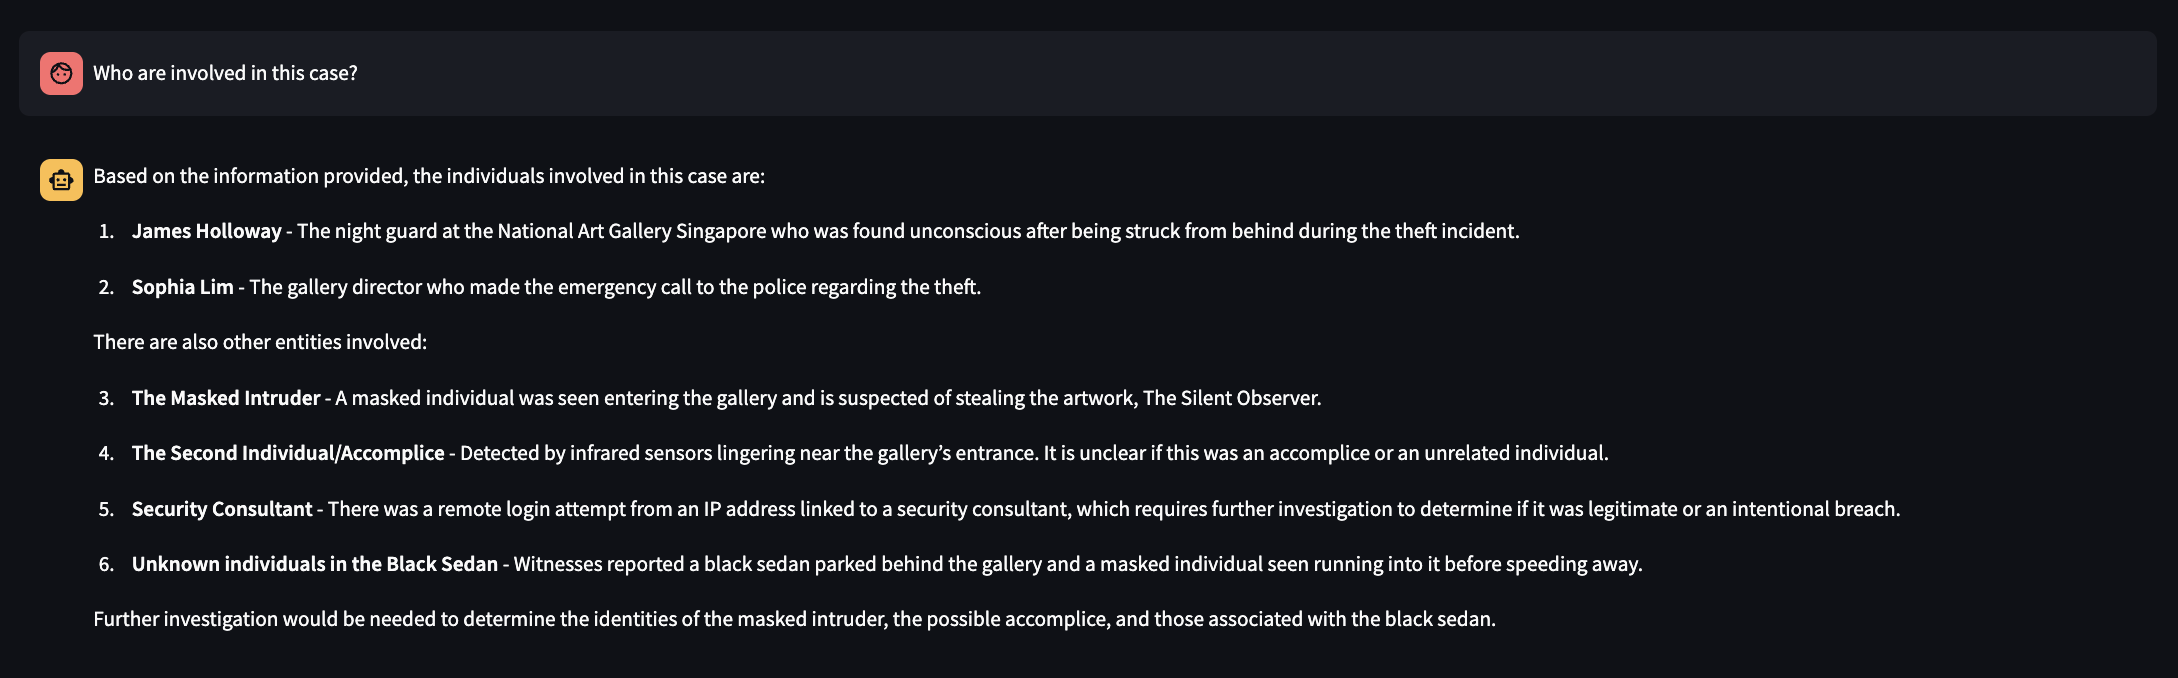 Who are involved in this case?
Based on the information provided, the individuals involved in this case are:
1. James Holloway - The night guard at the National Art Gallery Singapore who was found unconscious after being struck from behind during the theft incident.
2. Sophia Lim - The gallery director who made the emergency call to the police regarding the theft.
There are also other entities involved:
3. The Masked Intruder - A masked individual was seen entering the gallery and is suspected of stealing the artwork, The Silent Observer.
4. The Second Individual/Accomplice - Detected by infrared sensors lingering near the gallery’s entrance. It is unclear if this was an accomplice or an unrelated individual.
5. Security Consultant - There was a remote login attempt from an IP address linked to a security consultant, which requires further investigation to determine if it was legitimate or an intentional breach.
6. Unknown individuals in the Black Sedan - Witnesses reported a black sedan parked behind the gallery and a masked individual seen running into it before speeding away.
Further investigation would be needed to determine the identities of the masked intruder, the possible accomplice, and those associated with the black sedan.